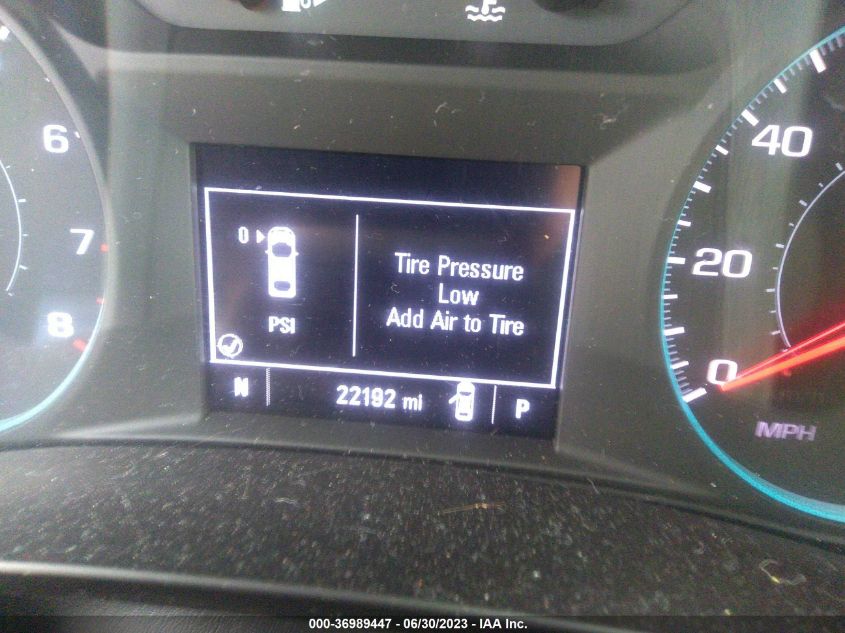 6
7
8
0
PSI
Tire Pressure
Low
Add Air to Tire
N
22192 mi
P
40
20
0
MPH
000-36989447 - 06/30/2023 - IAA Inc.